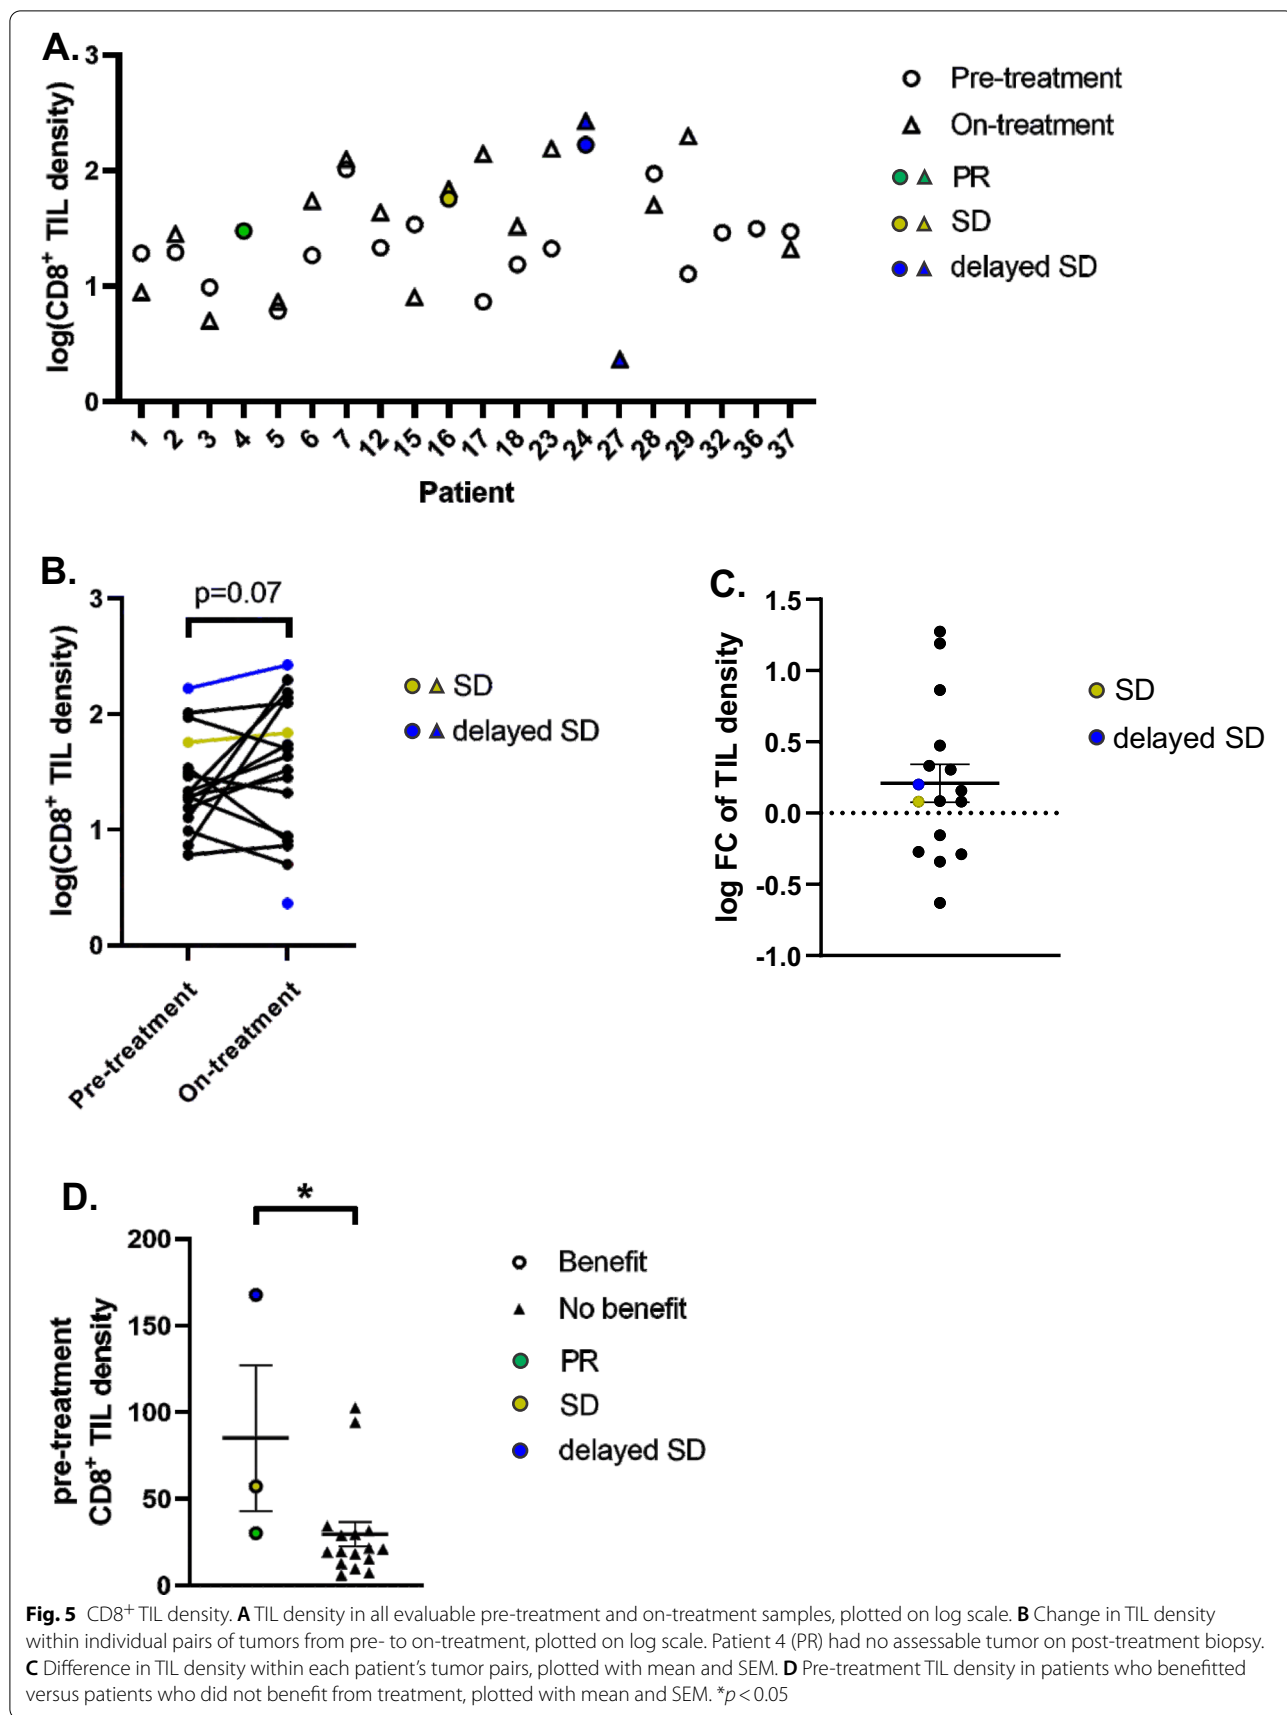 A.
3
2
1
0
log(CD8+ TIL density)
1 2 3 4 5 6 7 12 15 16 17 18 23 24 27 28 29 32 36 37
Patient
Pre-treatment
On-treatment
PR
SD
delayed SD
B.
p=0.07
3
2
1
0
log(CD8+ TIL density)
Pre-treatment
On-treatment
SD
delayed SD
C.
1.5
1.0
0.5
0.0
-0.5
-1.0
log FC of TIL density
SD
delayed SD
D.
*
200
150
100
50
0
pre-treatment
CD8+ TIL density
Benefit
No benefit
PR
SD
delayed SD
Fig. 5 CD8+ TIL density. A TIL density in all evaluable pre-treatment and on-treatment samples, plotted on log scale. B Change in TIL density
within individual pairs of tumors from pre- to on-treatment, plotted on log scale. Patient 4 (PR) had no assessable tumor on post-treatment biopsy.
C Difference in TIL density within each patient's tumor pairs, plotted with mean and SEM. D Pre-treatment TIL density in patients who benefitted
versus patients who did not benefit from treatment, plotted with mean and SEM. *p < 0.05